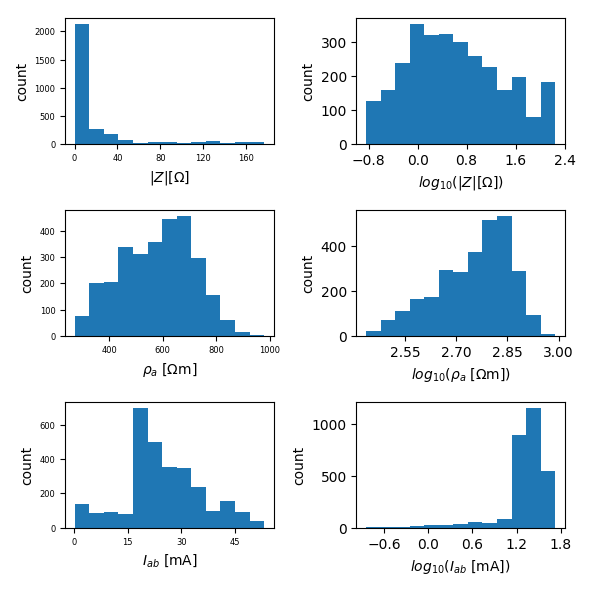 2000
1500
1000
500
0
count
0 40 80 120 160
|Z|[Ω]
300
200
100
0
count
−0.8 0.0 0.8 1.6 2.4
log₁₀(|Z|[Ω])
400
300
200
100
0
count
400 600 800 1000
ρₐ [Ωm]
400
200
0
count
2.55 2.70 2.85 3.00
log₁₀(ρₐ [Ωm])
600
400
200
0
count
0 15 30 45
I_ab [mA]
1000
500
0
count
−0.6 0.0 0.6 1.2 1.8
log₁₀(I_ab [mA])